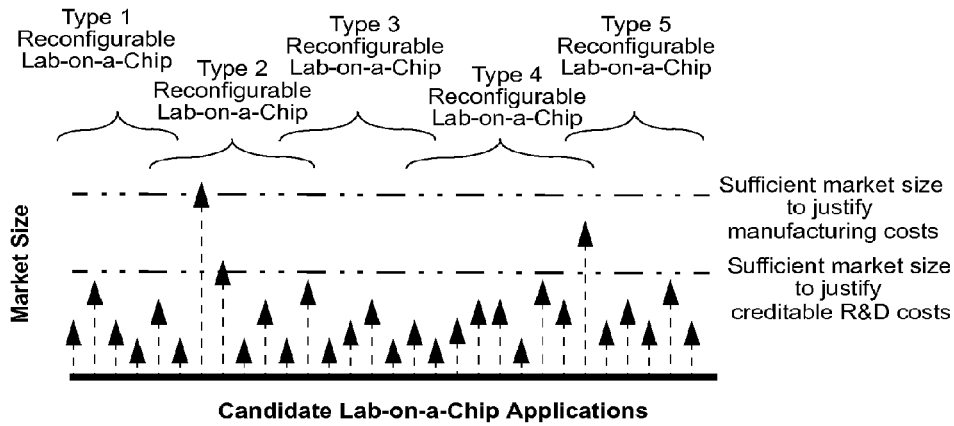 Type 1
Reconfigurable
Lab-on-a-Chip
Type 2
Reconfigurable
Lab-on-a-Chip
Type 3
Reconfigurable
Lab-on-a-Chip
Type 4
Reconfigurable
Lab-on-a-Chip
Type 5
Reconfigurable
Lab-on-a-Chip
Sufficient market size
to justify
manufacturing costs
Sufficient market size
to justify
creditable R&D costs
Market Size
Candidate Lab-on-a-Chip Applications